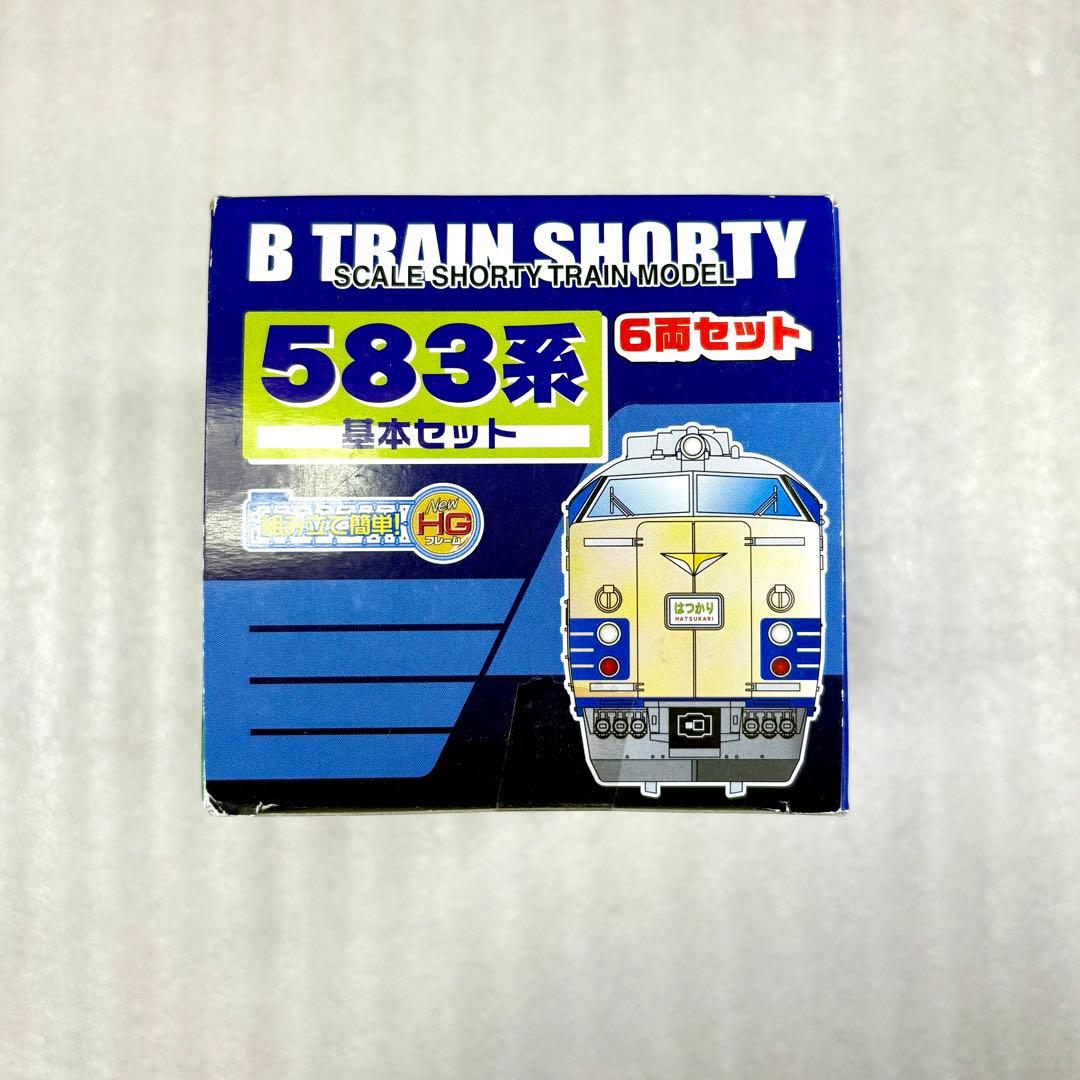 B TRAIN SHORTY
SCALE SHORTY TRAIN MODEL
583系
6両セット
基本セット
組み立て簡単!
New
HG
フレーム
はつかり
HATSUKARI